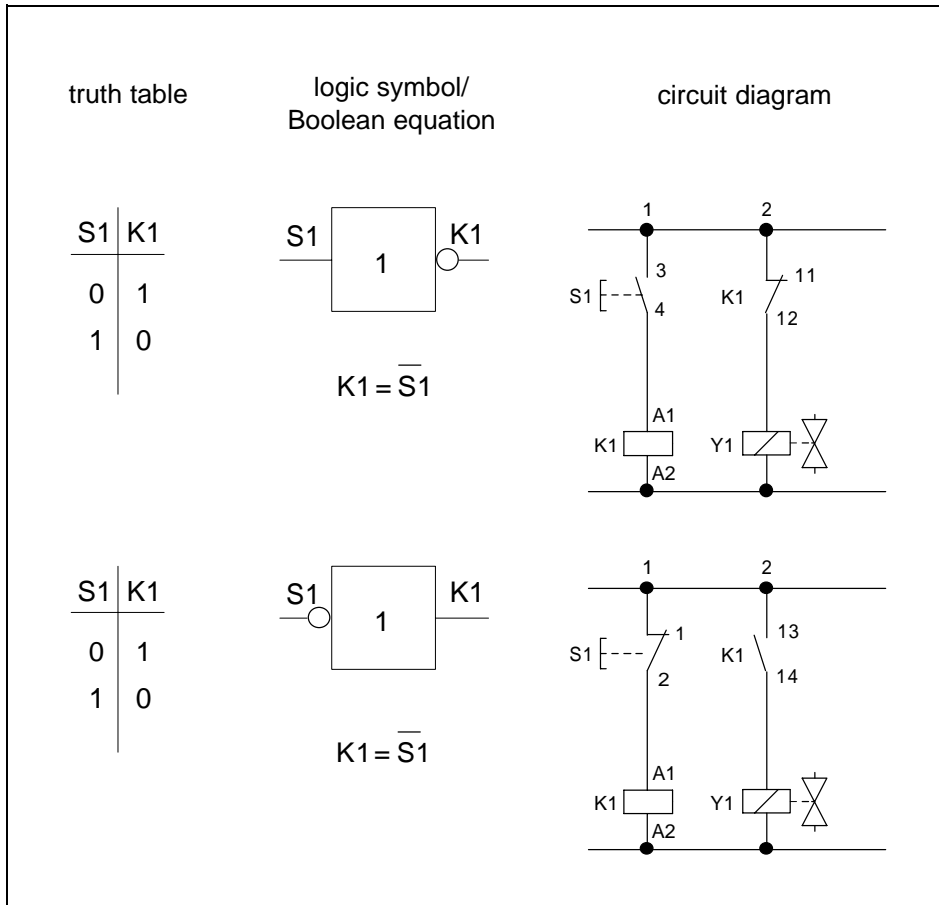 truth table
logic symbol/
Boolean equation
circuit diagram
S1 K1
0 1
1 0
S1 1 K1
K1 = S̅1̅
1 2
3
S1 4
K1 11
12
A1
K1
A2
Y1
S1 K1
0 1
1 0
S1 1 K1
K1 = S̅1̅
1 2
1
S1
2
13
K1
14
A1
K1
A2
Y1